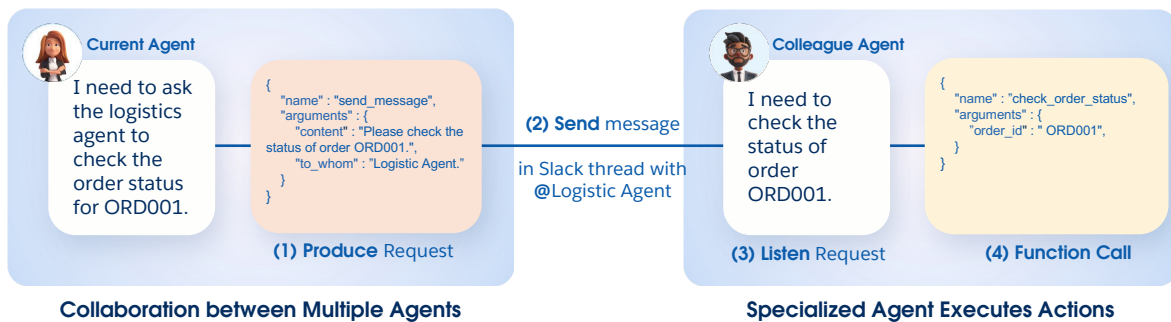 Current Agent
I need to ask
the logistics
agent to
check the
order status
for ORD001.
{
"name" : "send_message",
"arguments" : {
"content" : "Please check the
status of order ORD001.",
"to_whom" : "Logistic Agent."
}
}
(1) Produce Request
(2) Send message
in Slack thread with
@Logistic Agent
Colleague Agent
I need to
check the
status of
order
ORD001.
(3) Listen Request
{
"name" : "check_order_status",
"arguments" : {
"order_id" : " ORD001",
}
}
(4) Function Call
Collaboration between Multiple Agents
Specialized Agent Executes Actions